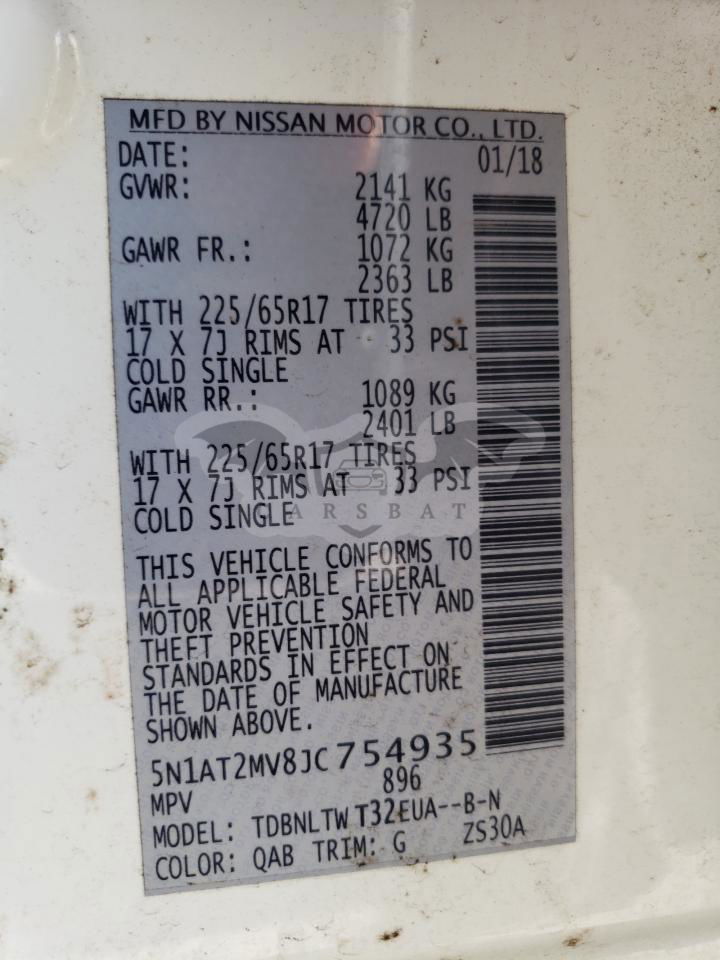 MFD BY NISSAN MOTOR CO., LTD.
DATE: 01/18
GVWR: 2141 KG
4720 LB
GAWR FR.: 1072 KG
2363 LB
WITH 225/65R17 TIRES
17 X 7J RIMS AT 33 PSI
COLD SINGLE
GAWR RR.: 1089 KG
2401 LB
WITH 225/65R17 TIRES
17 X 7J RIMS AT 33 PSI
COLD SINGLE
ARSBAT
THIS VEHICLE CONFORMS TO
ALL APPLICABLE FEDERAL
MOTOR VEHICLE SAFETY AND
THEFT PREVENTION
STANDARDS IN EFFECT ON
THE DATE OF MANUFACTURE
SHOWN ABOVE.
5N1AT2MV8JC754935
MPV 896
MODEL: TDBNLTW T32EUA--B-N
COLOR: QAB TRIM: G ZS30A